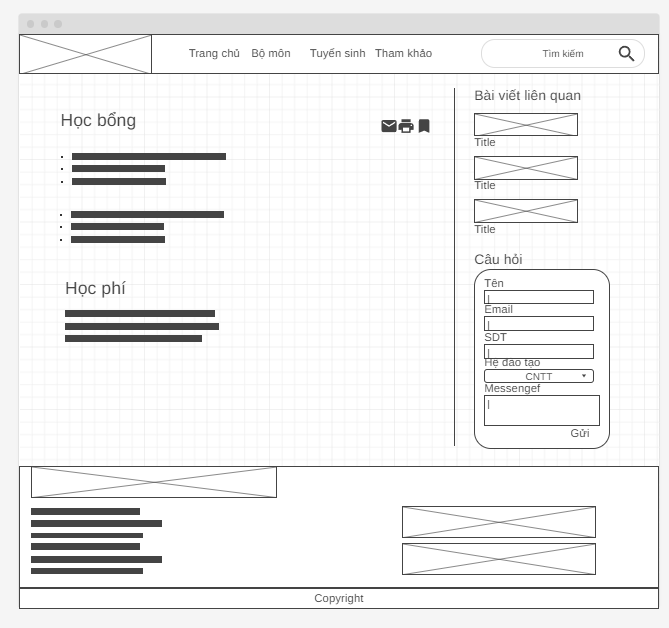 Trang chủ Bộ môn Tuyển sinh Tham khảo Tìm kiếm
Học bổng
Học phí
Bài viết liên quan
Title
Title
Title
Câu hỏi
Tên
Email
SDT
Hệ đào tạo
CNTT
Messengef
Gửi
Copyright